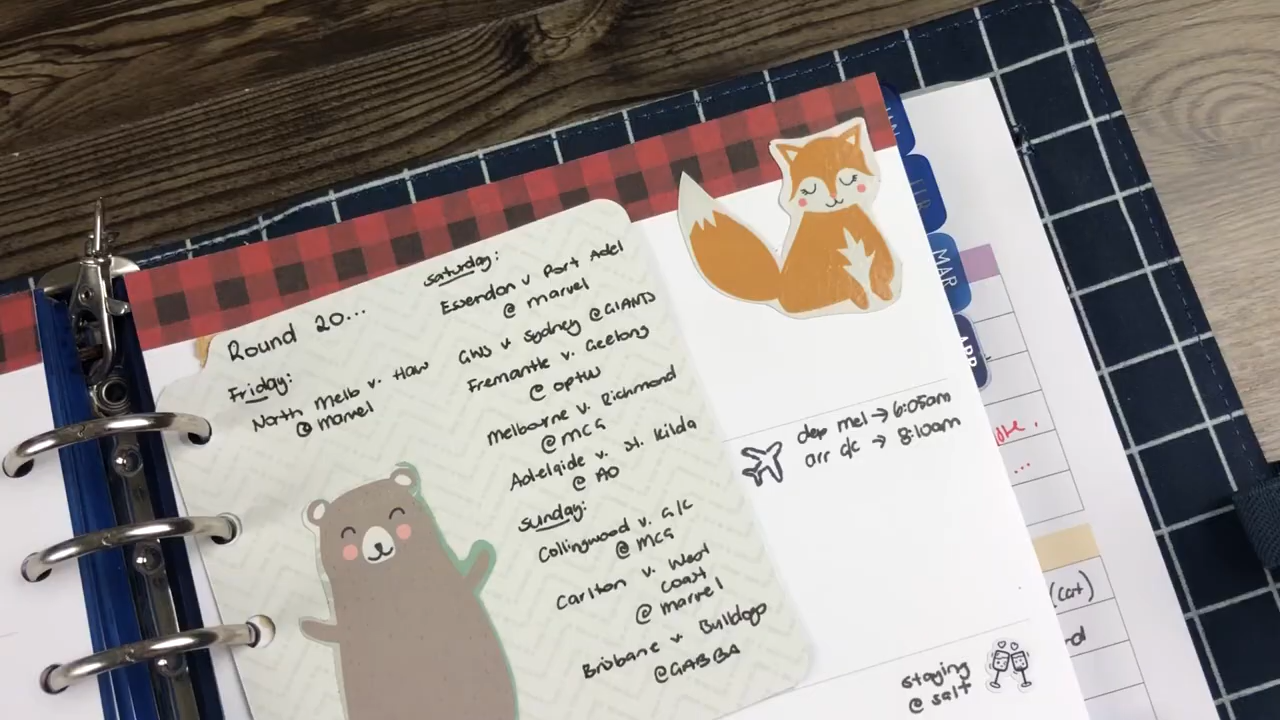 Round 20...
Friday:
North Melb v. Haw
@ marvel
Saturday:
Essendon v Port Adel
@ marvel
GWS v Sydney @GIANTS
Fremantle v. Geelong
@ optus
Melbourne v. Richmond
@ MCG
Adelaide v. St. Kilda
@ AO
Sunday:
Collingwood v. G/C
@ MCG
Carlton v. West
Coast
@ marvel
Brisbane v Bulldogs
@GABBA
dep mel → 6:05am
arr GC → 8:10am
staying
@ salt
MAR
APR
(cart)